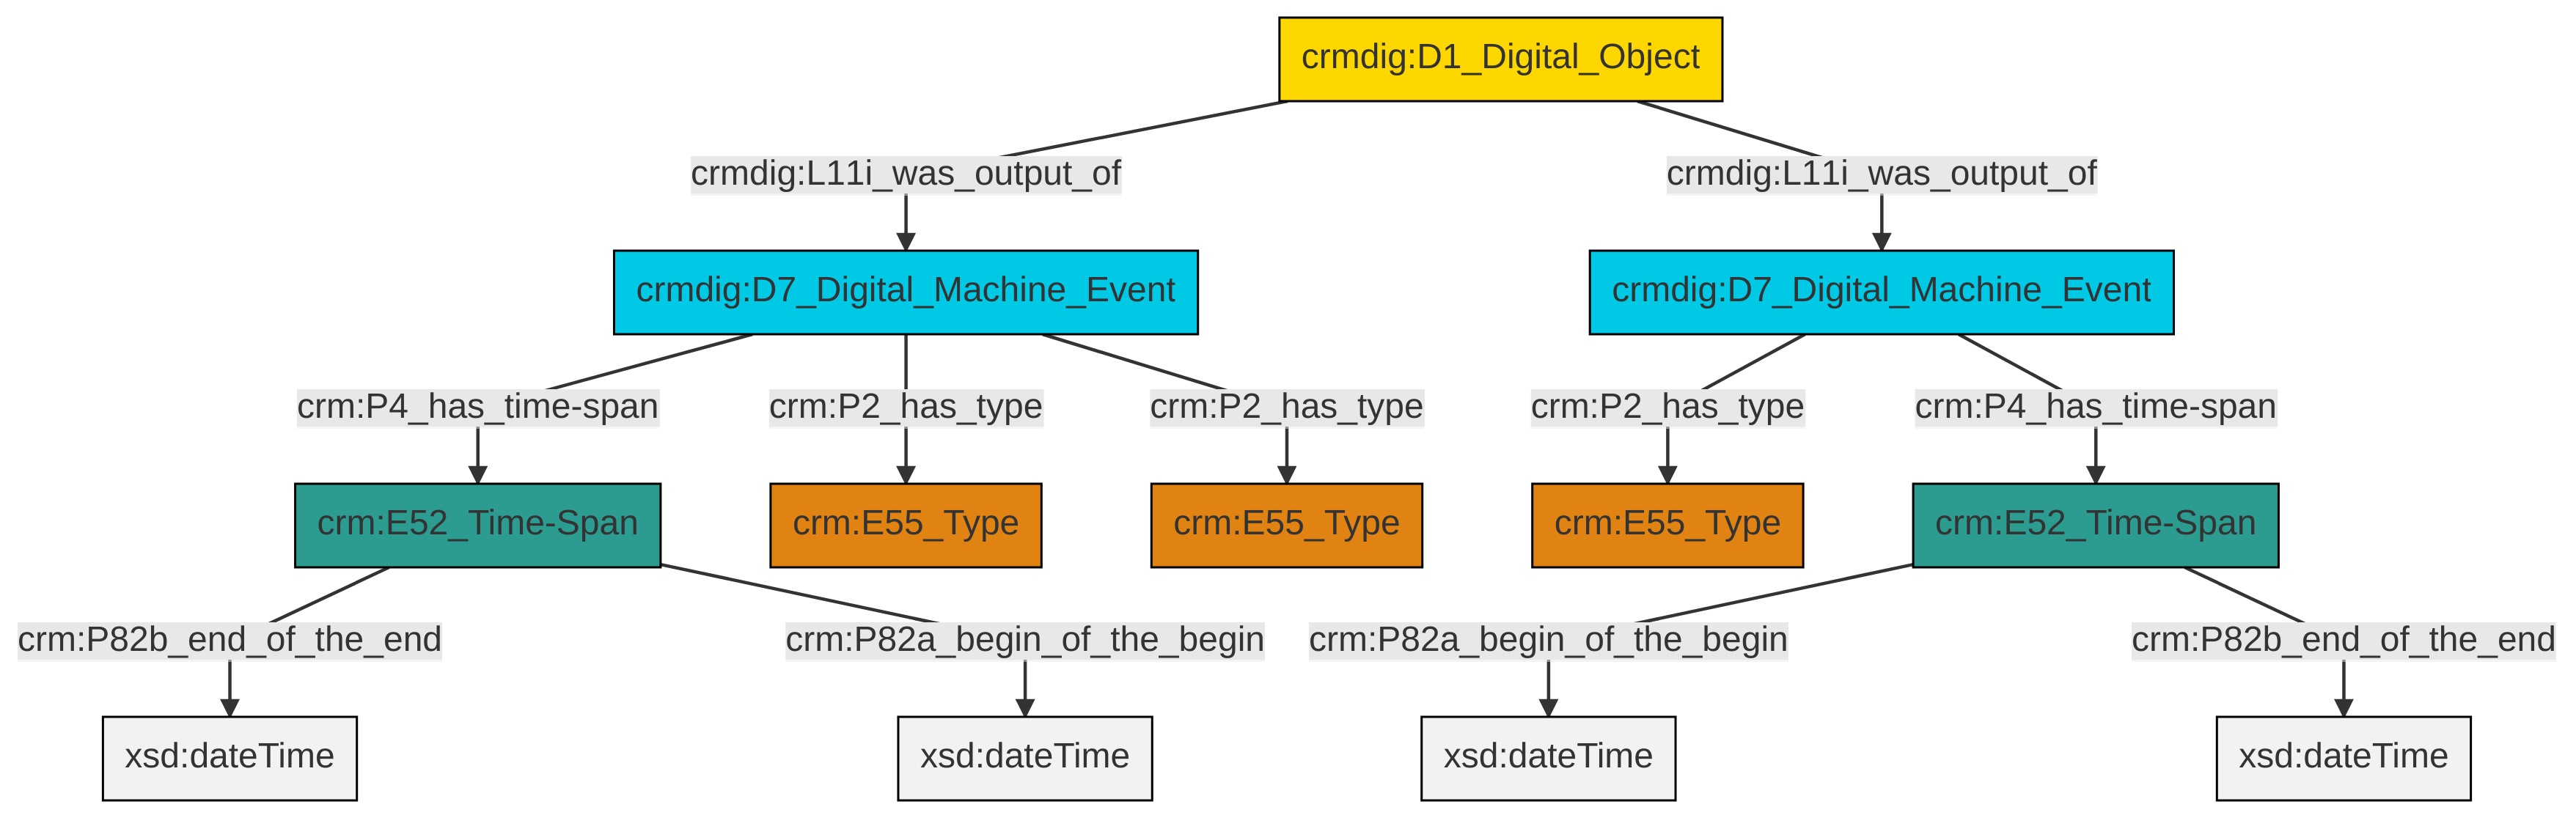 crmdig:D1_Digital_Object
crmdig:L11i_was_output_of
crmdig:L11i_was_output_of
crmdig:D7_Digital_Machine_Event
crmdig:D7_Digital_Machine_Event
crm:P4_has_time-span
crm:P2_has_type
crm:P2_has_type
crm:P2_has_type
crm:P4_has_time-span
crm:E52_Time-Span
crm:E55_Type
crm:E55_Type
crm:E55_Type
crm:E52_Time-Span
crm:P82b_end_of_the_end
crm:P82a_begin_of_the_begin
crm:P82a_begin_of_the_begin
crm:P82b_end_of_the_end
xsd:dateTime
xsd:dateTime
xsd:dateTime
xsd:dateTime